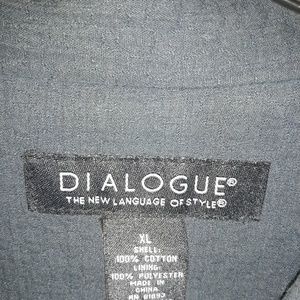 DIALOGUE®
THE NEW LANGUAGE OF STYLE®
XL
SHELL:
100% COTTON
LINING:
100% POLYESTER
MADE IN
CHINA